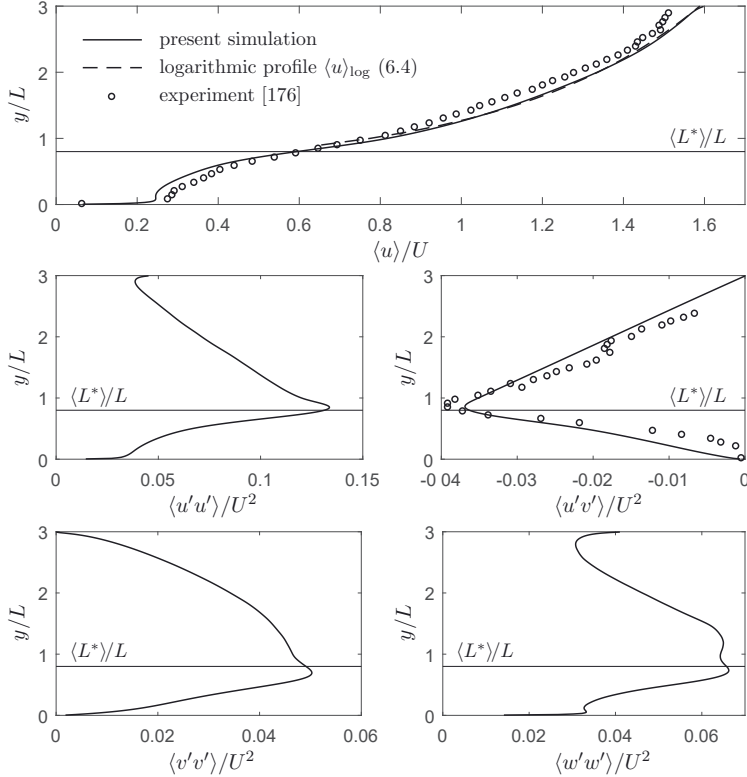 3
2
1
0
y/L
present simulation
logarithmic profile ⟨u⟩log (6.4)
experiment [176]
⟨L*⟩/L
0 0.2 0.4 0.6 0.8 1 1.2 1.4 1.6
⟨u⟩/U
3
2
1
0
y/L
⟨L*⟩/L
0 0.05 0.10 0.15
⟨u′u′⟩/U²
3
2
1
0
y/L
⟨L*⟩/L
-0.04 -0.03 -0.02 -0.01 0
⟨u′v′⟩/U²
3
2
1
0
y/L
⟨L*⟩/L
0 0.02 0.04 0.06
⟨v′v′⟩/U²
3
2
1
0
y/L
⟨L*⟩/L
0 0.02 0.04 0.06
⟨w′w′⟩/U²